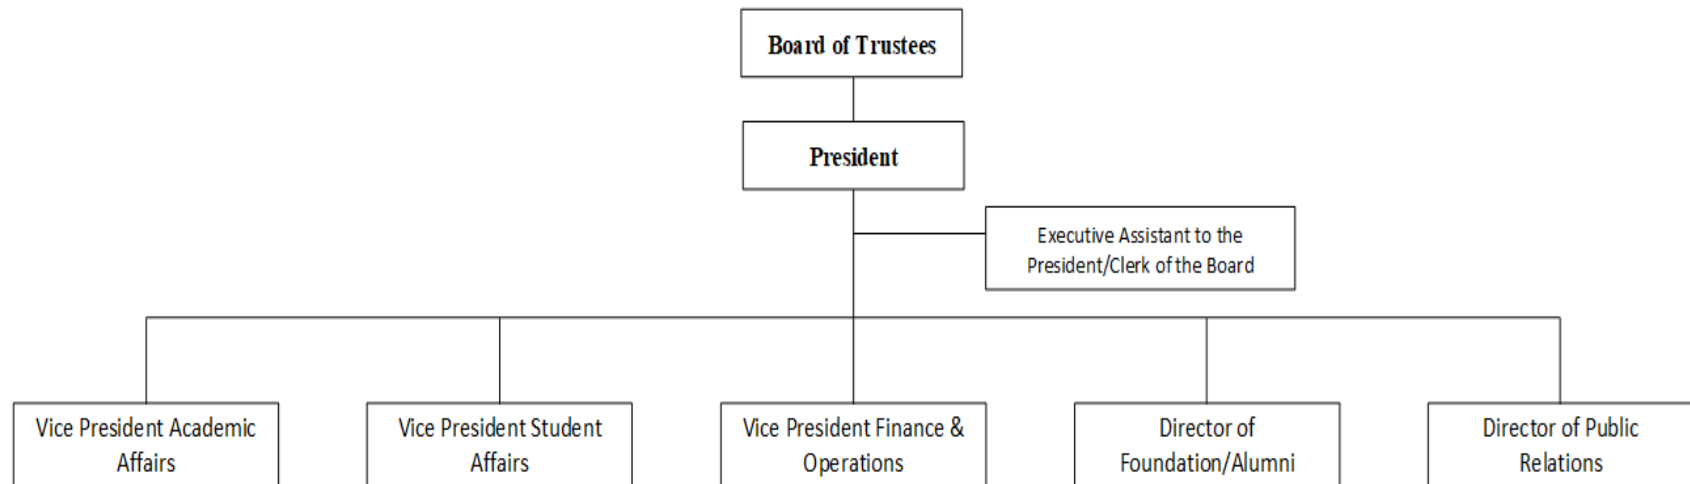 Board of Trustees
President
Executive Assistant to the
President/Clerk of the Board
Vice President Academic
Affairs
Vice President Student
Affairs
Vice President Finance &
Operations
Director of
Foundation/Alumni
Director of Public
Relations